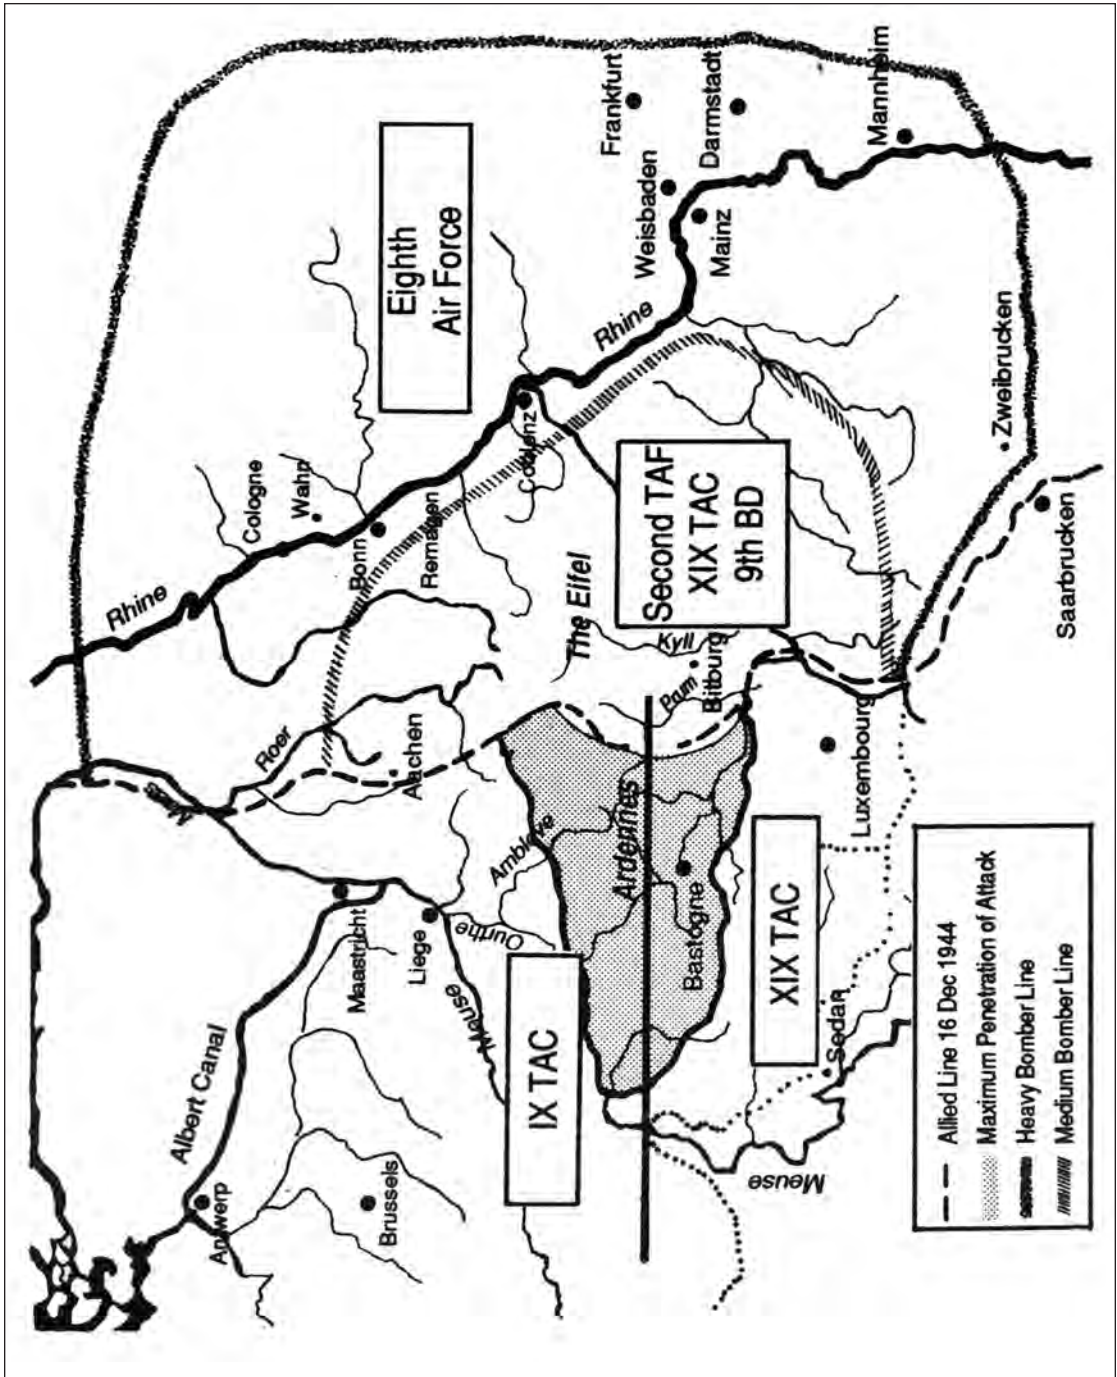 Rhine
Cologne
Wahn
Bonn
Remagen
Coblenz
Rhine
Eighth
Air Force
Frankfurt
Weisbaden
Mainz
Darmstadt
Mannheim
Roer
Meuse
Aachen
Maastricht
Liege
Albert Canal
Antwerp
Brussels
Meuse
Ourthe
Ambleve
The Eifel
Kyll
Prum
Bitburg
Second TAF
XIX TAC
9th BD
Zweibrucken
Saarbrucken
Ardennes
Bastogne
IX TAC
XIX TAC
Luxembourg
Sedan
Meuse
Allied Line 16 Dec 1944
Maximum Penetration of Attack
Heavy Bomber Line
Medium Bomber Line